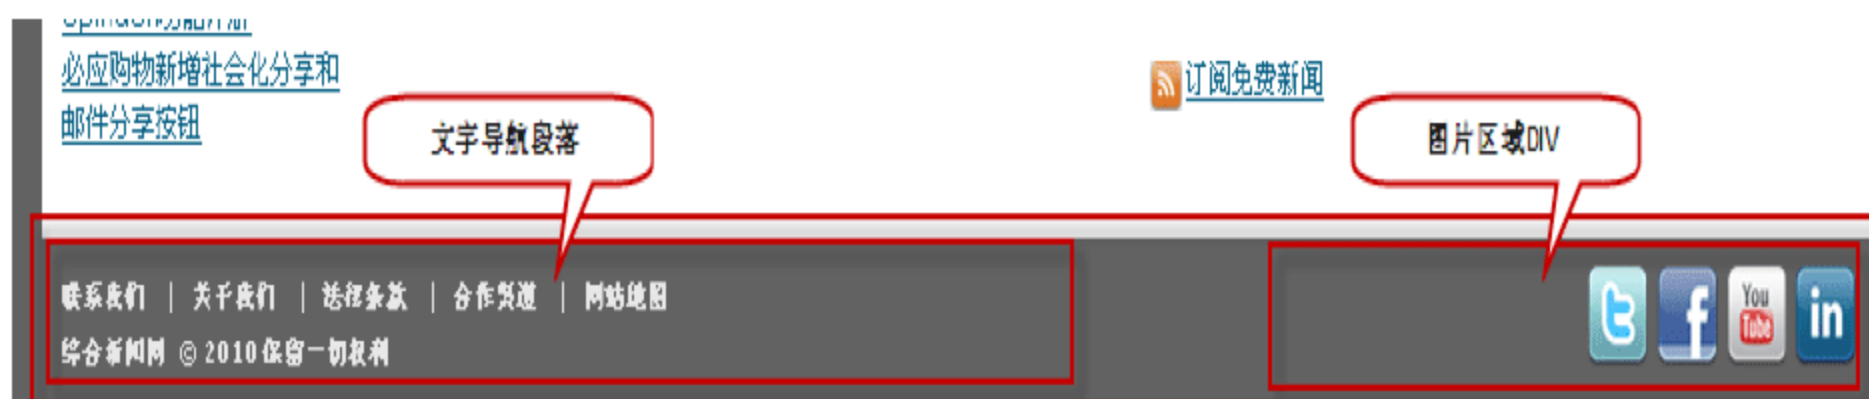 必应购物新增社会化分享和
邮件分享按钮
订阅免费新闻
文字导航段落
图片区域DIV
联系我们 | 关于我们 | 法律条款 | 合作渠道 | 网站地图
综合新闻网 © 2010 保留一切权利
You
Tube
in